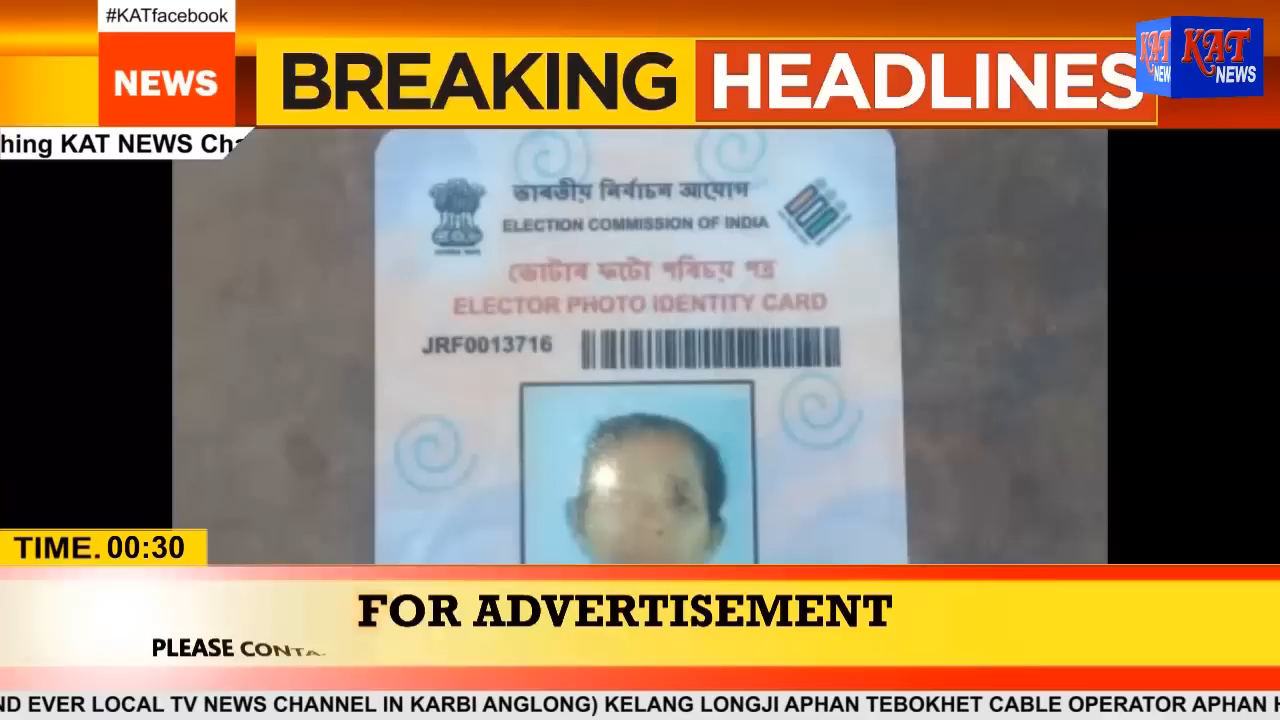 #KATfacebook
NEWS
BREAKING HEADLINES
KAT NEWS
KAT NEWS
hing KAT NEWS Cha
ভাৰতীয় নিৰ্বাচন আয়োগ
ELECTION COMMISSION OF INDIA
ভোটাৰ ফটো পৰিচয় পত্ৰ
ELECTOR PHOTO IDENTITY CARD
JRF0013716
TIME. 00:30
FOR ADVERTISEMENT
PLEASE CONTA
ND EVER LOCAL TV NEWS CHANNEL IN KARBI ANGLONG) KELANG LONGJI APHAN TEBOKHET CABLE OPERATOR APHAN H